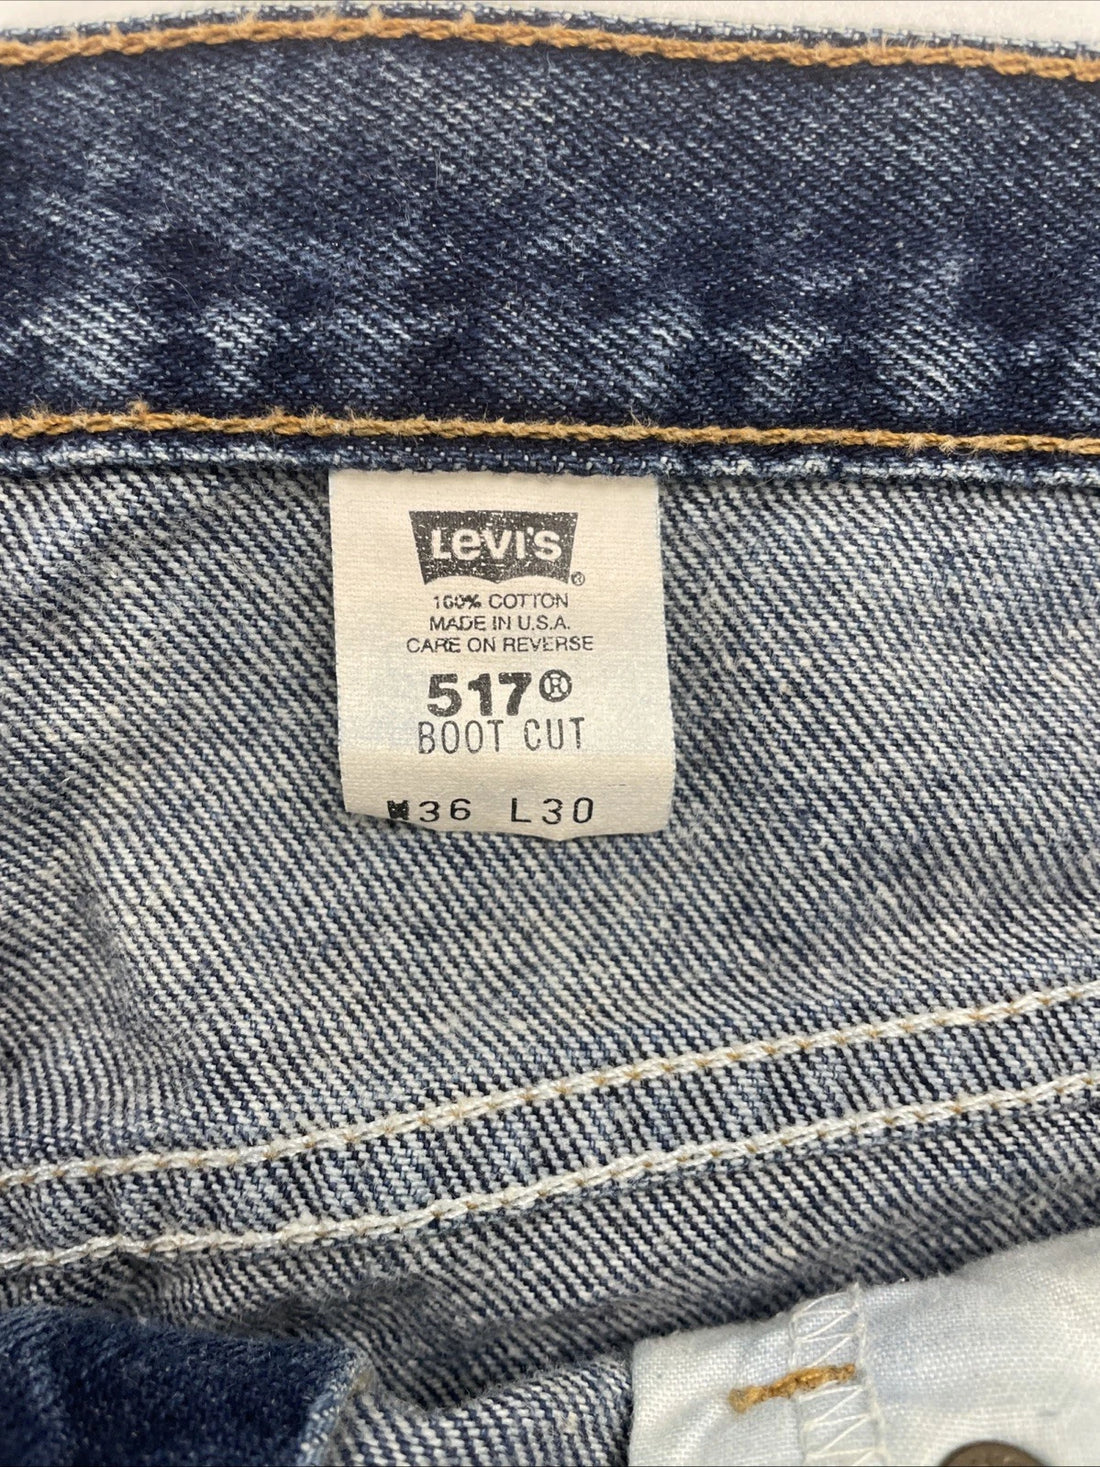 LEVI'S ®
100% COTTON
MADE IN U.S.A.
CARE ON REVERSE
517®
BOOT CUT
W36 L30